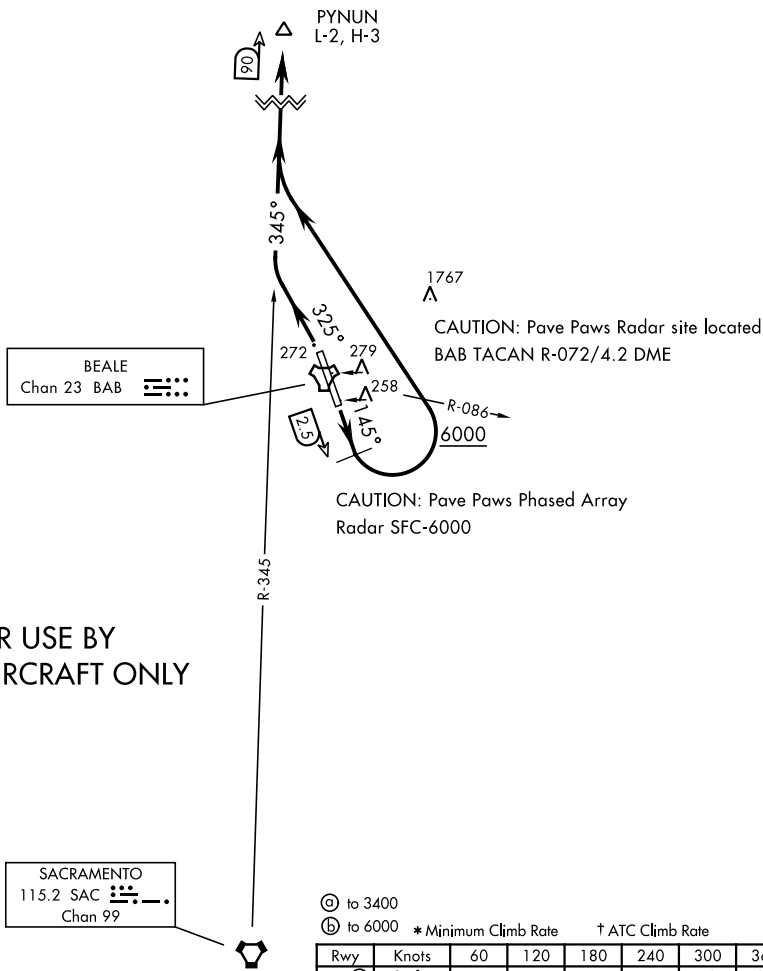 PYNUN
L-2, H-3
90
345°
1767
CAUTION: Pave Paws Radar site located
BAB TACAN R-072/4.2 DME
325°
272
279
258
BEALE
Chan 23 BAB
R-086
2.5
145°
6000
CAUTION: Pave Paws Phased Array
Radar SFC-6000
R-345
R USE BY
RCRAFT ONLY
SACRAMENTO
115.2 SAC
Chan 99
ⓐ to 3400
ⓑ to 6000 * Minimum Climb Rate † ATC Climb Rate
Rwy Knots 60 120 180 240 300